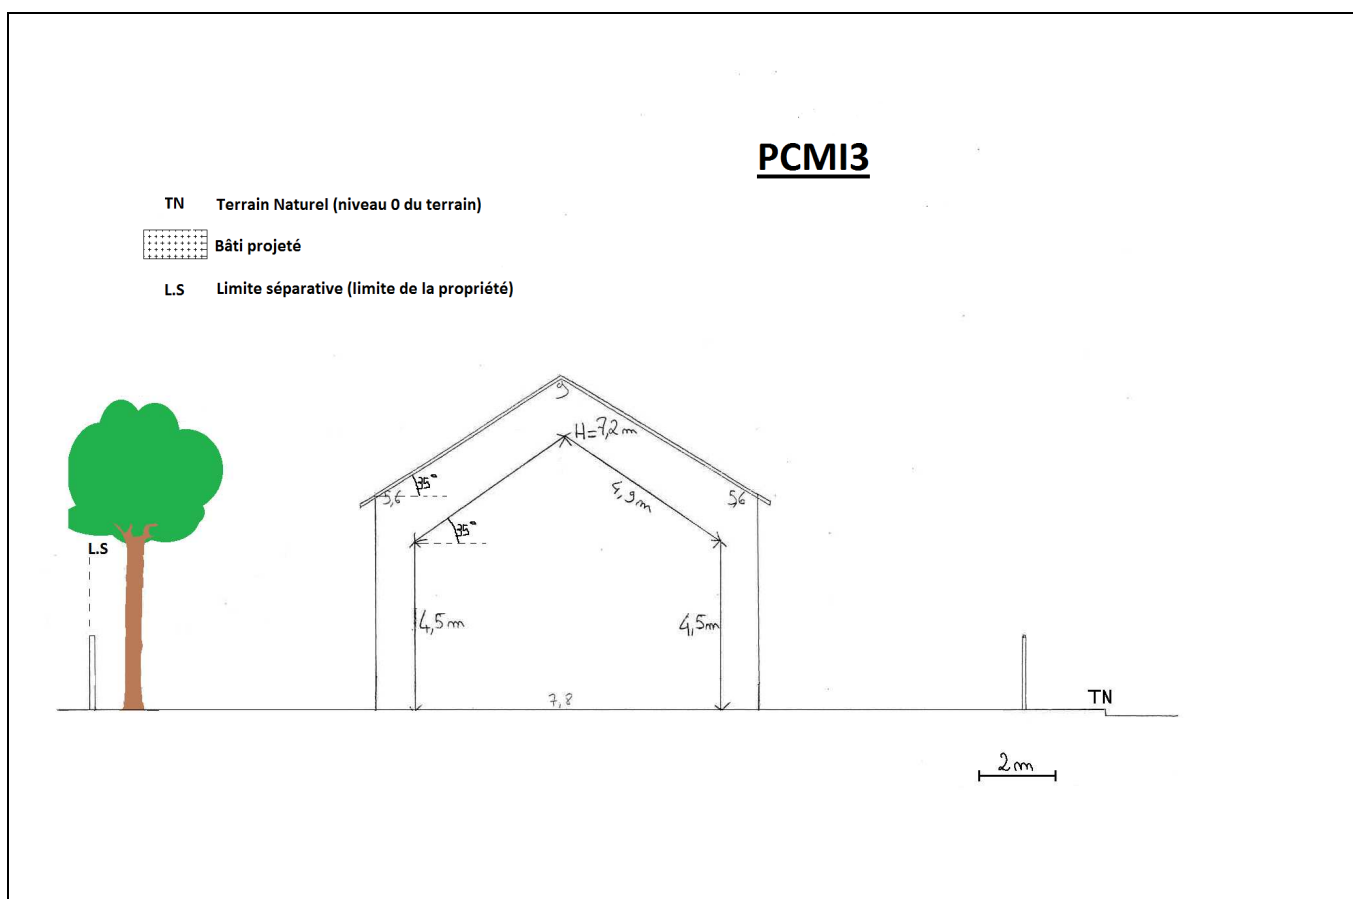 PCMI3
TN Terrain Naturel (niveau 0 du terrain)
Bâti projeté
L.S Limite séparative (limite de la propriété)
9
H=7,2m
35°
5,6
4,9m
5,6
35°
L.S
4,5m
4,5m
7,8
TN
2m